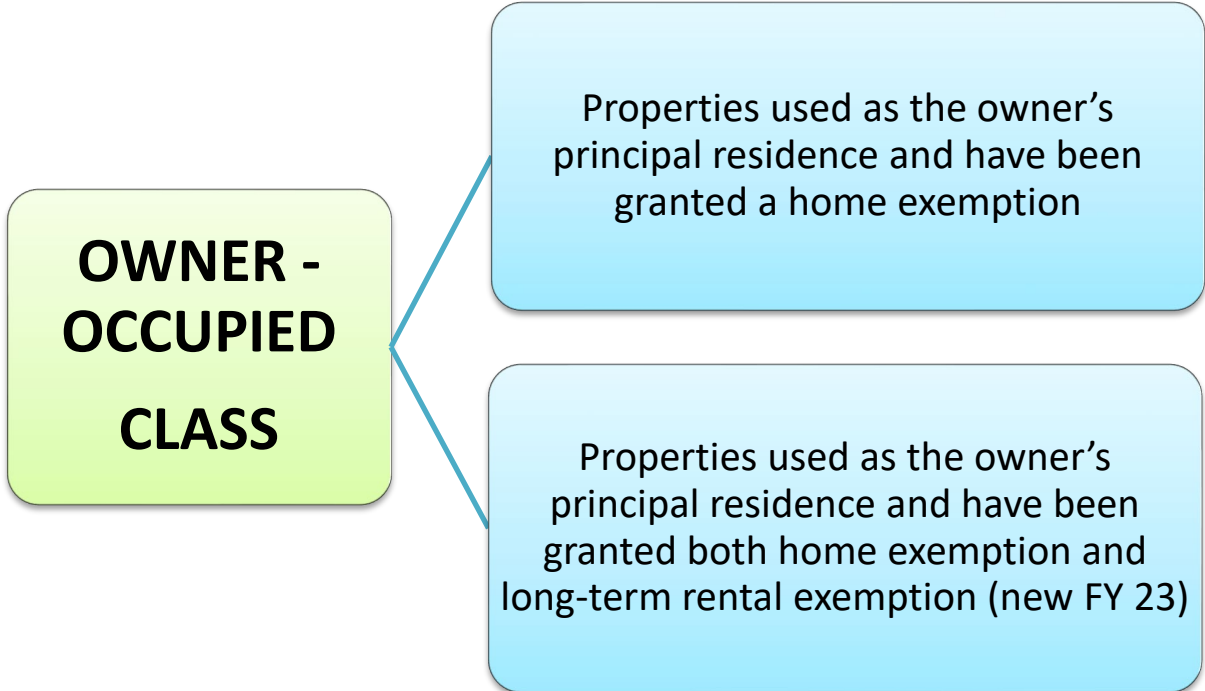 OWNER -
OCCUPIED
CLASS
Properties used as the owner’s
principal residence and have been
granted a home exemption
Properties used as the owner’s
principal residence and have been
granted both home exemption and
long-term rental exemption (new FY 23)